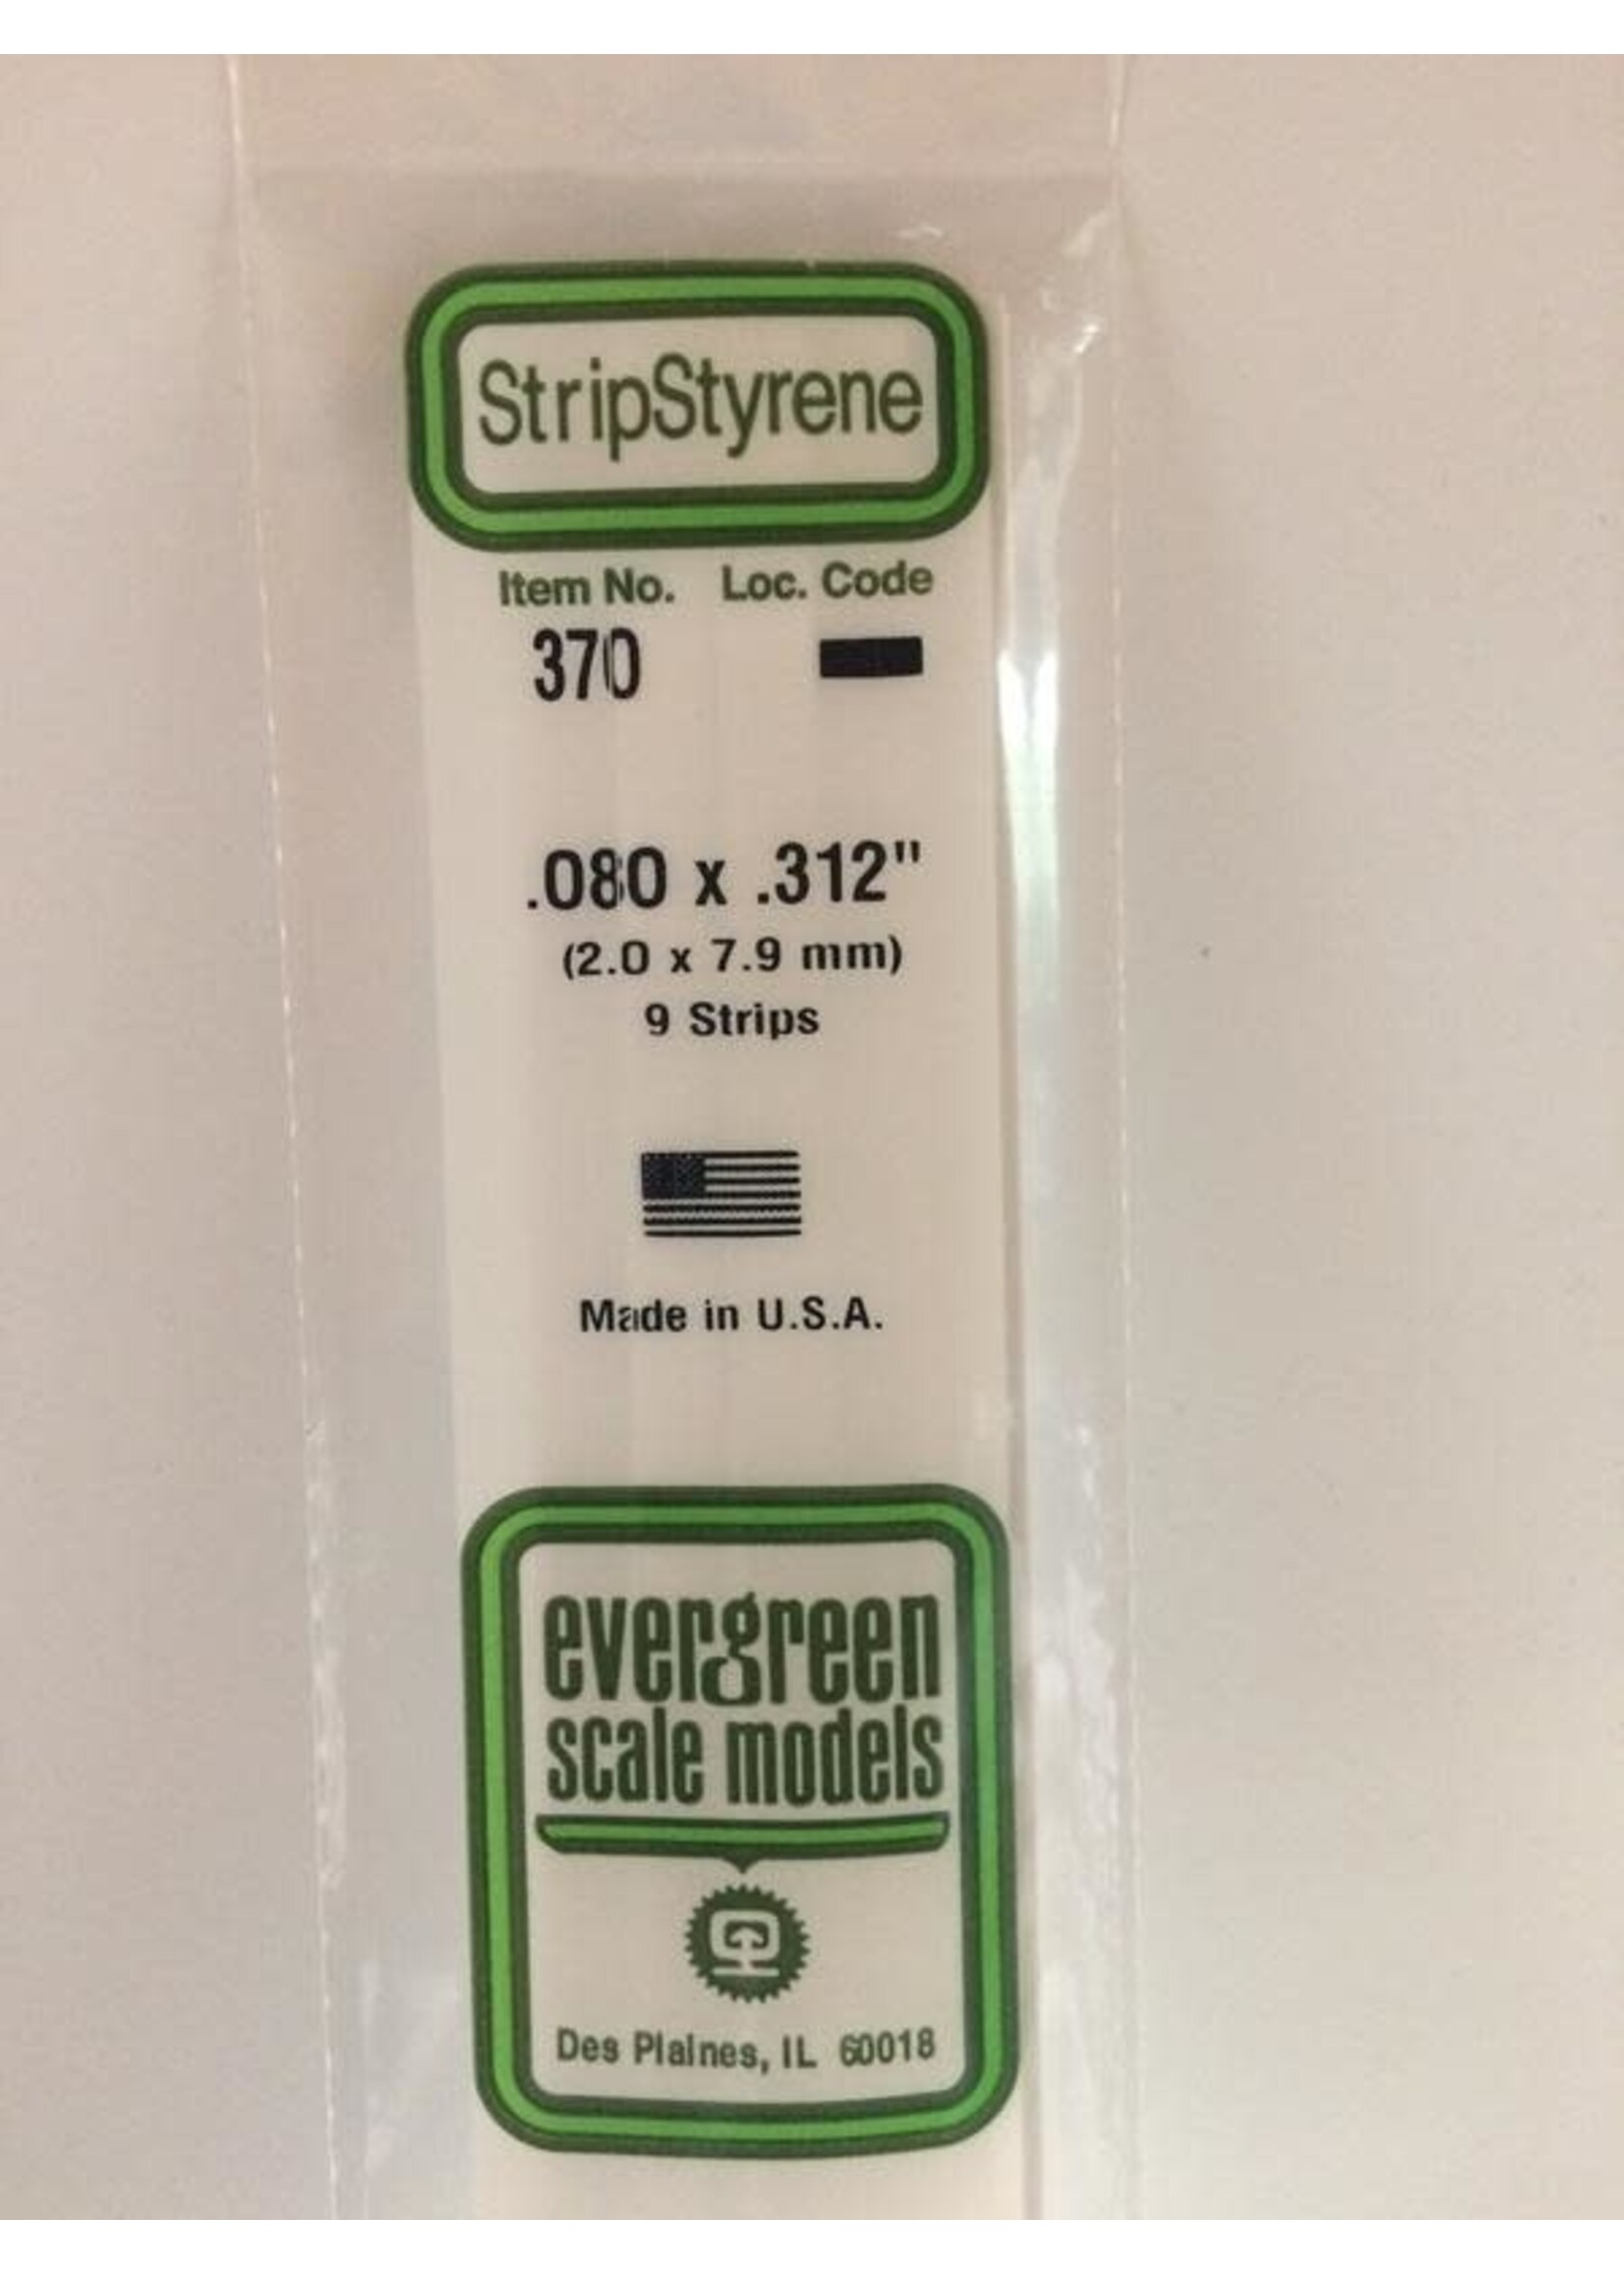 StripStyrene
Item No. Loc. Code
370
.080 x .312"
(2.0 x 7.9 mm)
9 Strips
Made in U.S.A.
evergreen
scale models
Des Plaines, IL 60018